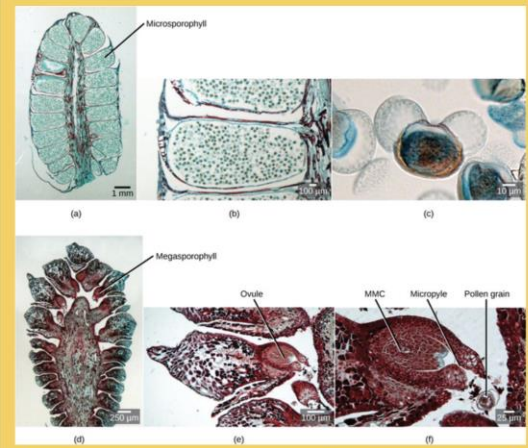 Microsporophyll
1 mm
100 µm
10 µm
(a)
(b)
(c)
Megasporophyll
Ovule
MMC
Micropyle
Pollen grain
250 µm
100 µm
25 µm
(d)
(e)
(f)